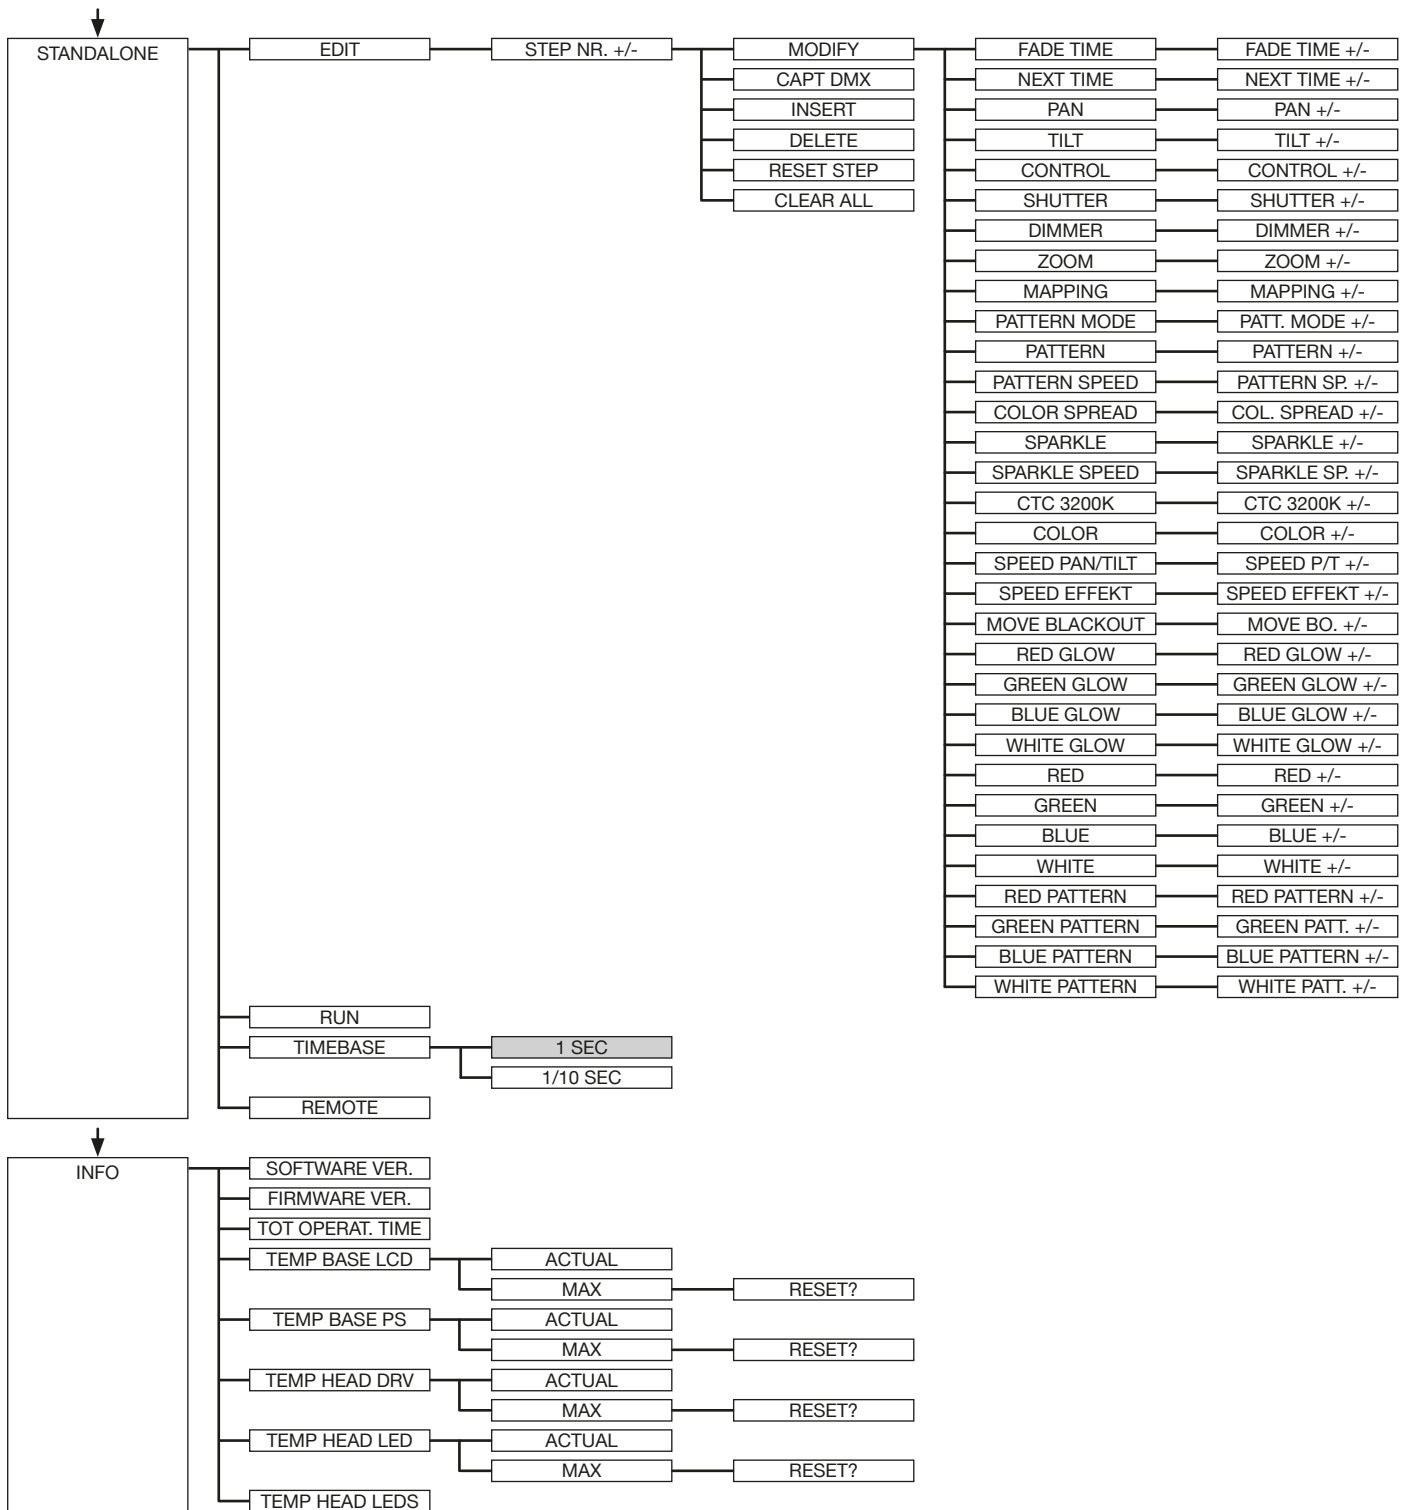 STANDALONE EDIT STEP NR. +/- MODIFY FADE TIME FADE TIME +/-
CAPT DMX NEXT TIME NEXT TIME +/-
INSERT PAN PAN +/-
DELETE TILT TILT +/-
RESET STEP CONTROL CONTROL +/-
CLEAR ALL SHUTTER SHUTTER +/-
DIMMER DIMMER +/-
ZOOM ZOOM +/-
MAPPING MAPPING +/-
PATTERN MODE PATT. MODE +/-
PATTERN PATTERN +/-
PATTERN SPEED PATTERN SP. +/-
COLOR SPREAD COL. SPREAD +/-
SPARKLE SPARKLE +/-
SPARKLE SPEED SPARKLE SP. +/-
CTC 3200K CTC 3200K +/-
COLOR COLOR +/-
SPEED PAN/TILT SPEED P/T +/-
SPEED EFFEKT SPEED EFFEKT +/-
MOVE BLACKOUT MOVE BO. +/-
RED GLOW RED GLOW +/-
GREEN GLOW GREEN GLOW +/-
BLUE GLOW BLUE GLOW +/-
WHITE GLOW WHITE GLOW +/-
RED RED +/-
GREEN GREEN +/-
BLUE BLUE +/-
WHITE WHITE +/-
RED PATTERN RED PATTERN +/-
GREEN PATTERN GREEN PATT. +/-
BLUE PATTERN BLUE PATTERN +/-
WHITE PATTERN WHITE PATT. +/-
RUN
TIMEBASE 1 SEC
1/10 SEC
REMOTE
INFO SOFTWARE VER.
FIRMWARE VER.
TOT OPERAT. TIME
TEMP BASE LCD ACTUAL
MAX RESET?
TEMP BASE PS ACTUAL
MAX RESET?
TEMP HEAD DRV ACTUAL
MAX RESET?
TEMP HEAD LED ACTUAL
MAX RESET?
TEMP HEAD LEDS